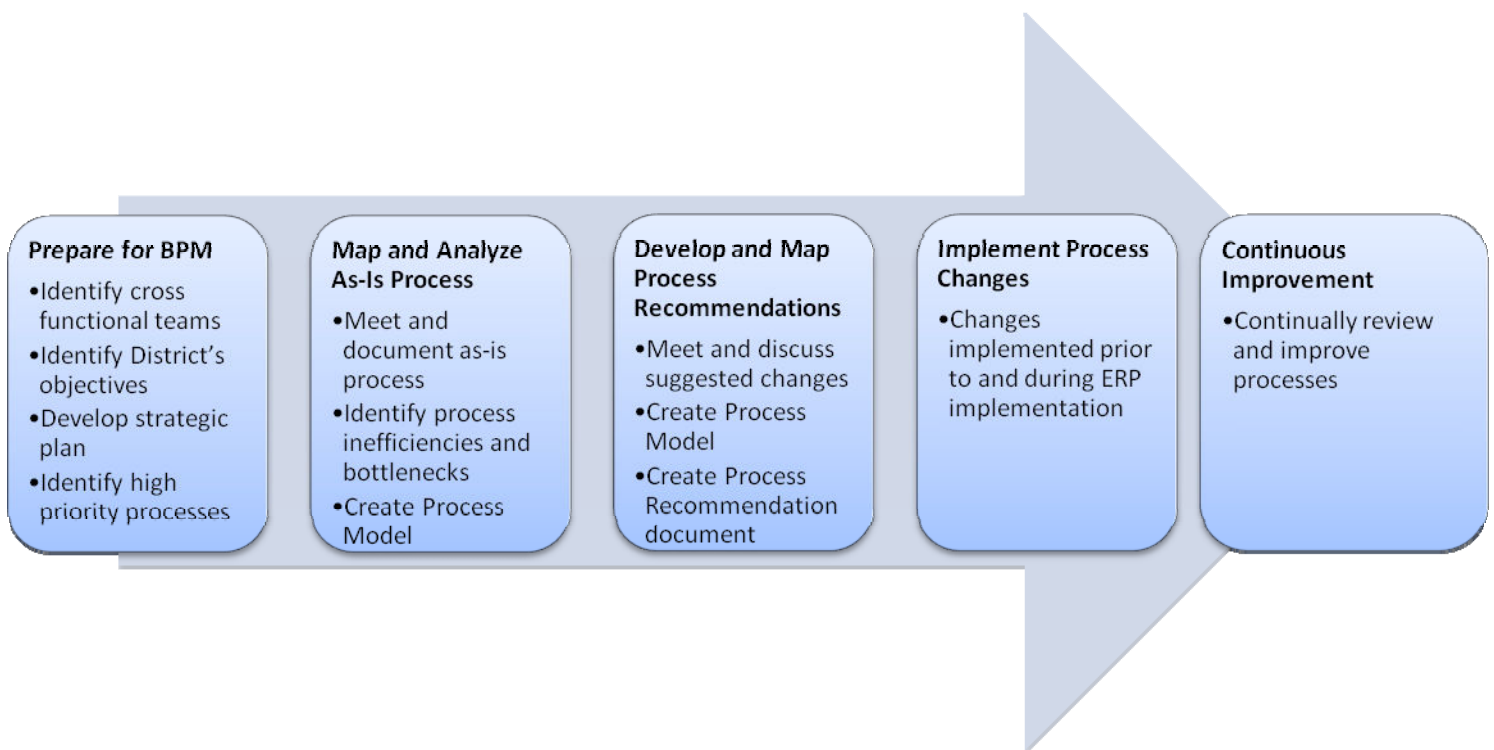 Prepare for BPM
•Identify cross
functional teams
•Identify District's
objectives
•Develop strategic
plan
•Identify high
priority processes
Map and Analyze
As-Is Process
•Meet and
document as-is
process
•Identify process
inefficiencies and
bottlenecks
•Create Process
Model
Develop and Map
Process
Recommendations
•Meet and discuss
suggested changes
•Create Process
Model
•Create Process
Recommendation
document
Implement Process
Changes
•Changes
implemented prior
to and during ERP
implementation
Continuous
Improvement
•Continually review
and improve
processes